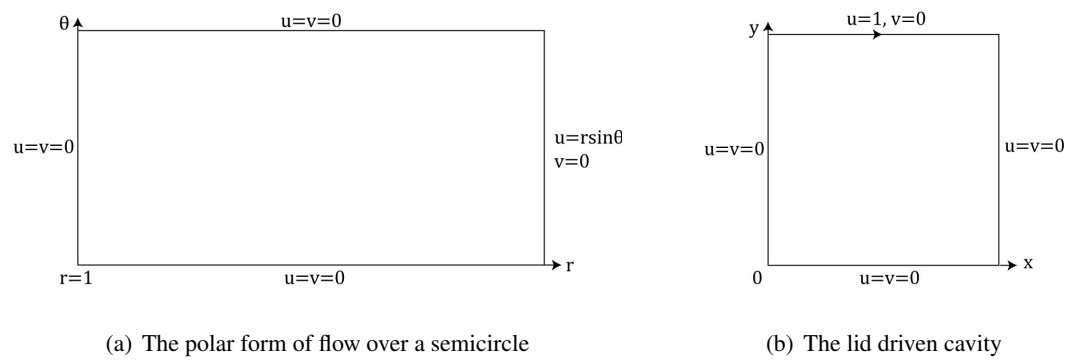 θ
u=v=0
u=v=0
u=rsinθ
v=0
r=1
u=v=0
r
(a) The polar form of flow over a semicircle
y
u=1, v=0
u=v=0
u=v=0
0
u=v=0
x
(b) The lid driven cavity